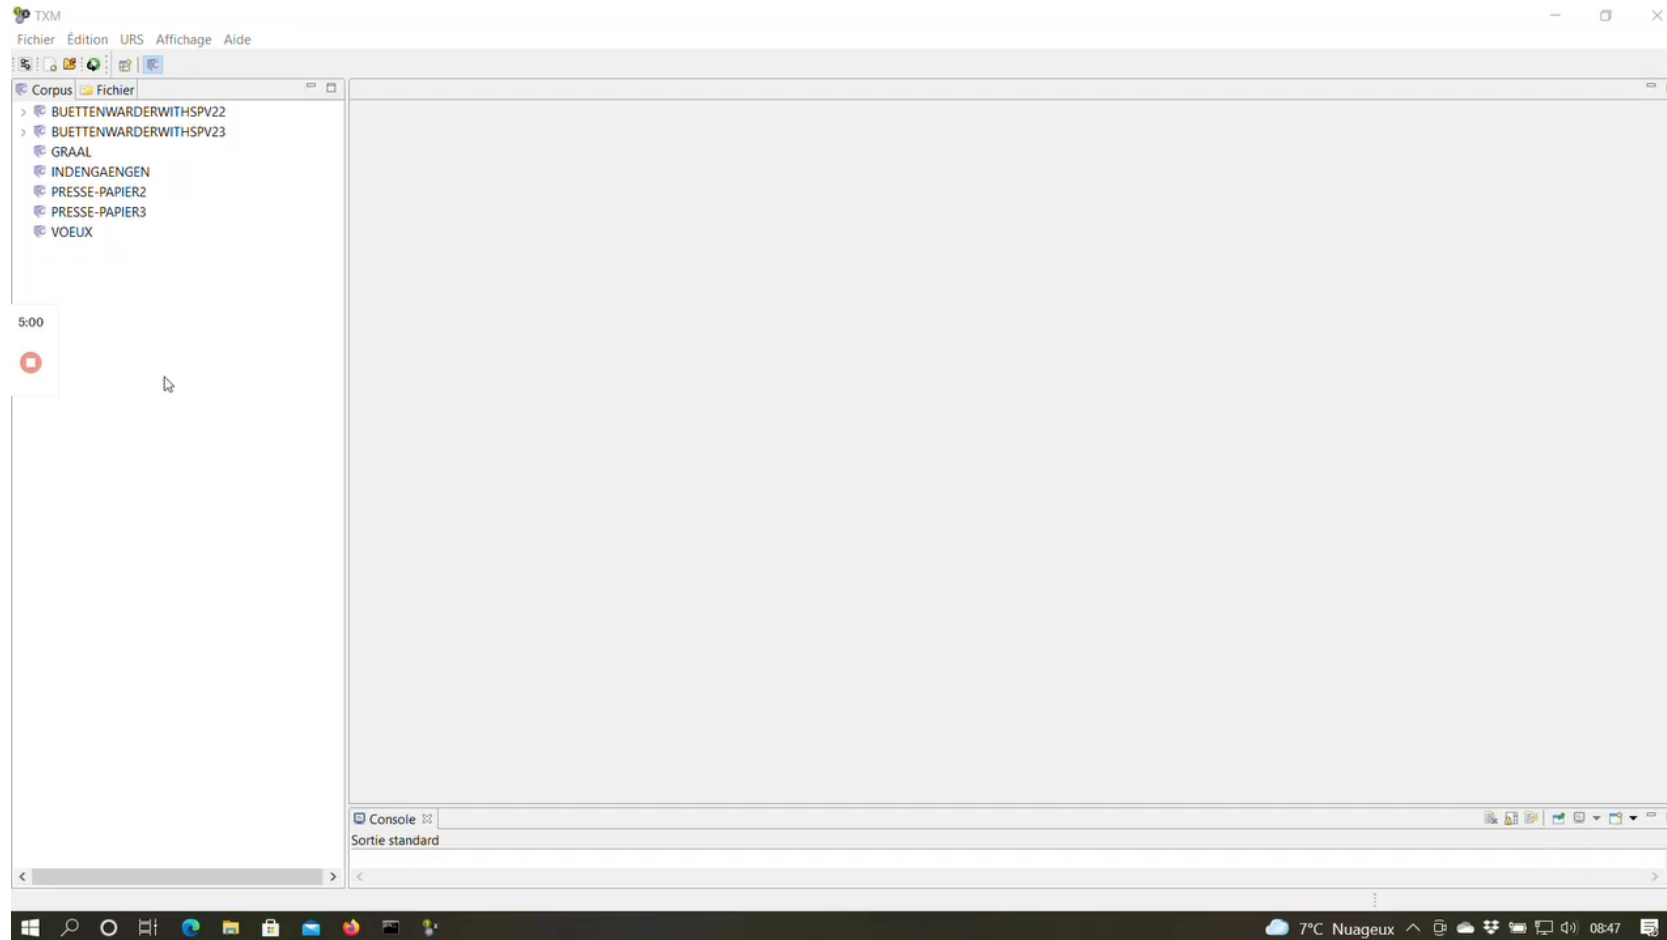 TXM
Fichier Édition URS Affichage Aide
Corpus Fichier
BUETTENWARDERWITHSPV22
BUETTENWARDERWITHSPV23
GRAAL
INDENGAENGEN
PRESSE-PAPIER2
PRESSE-PAPIER3
VOEUX
5:00
Console
Sortie standard
7°C Nuageux 08:47